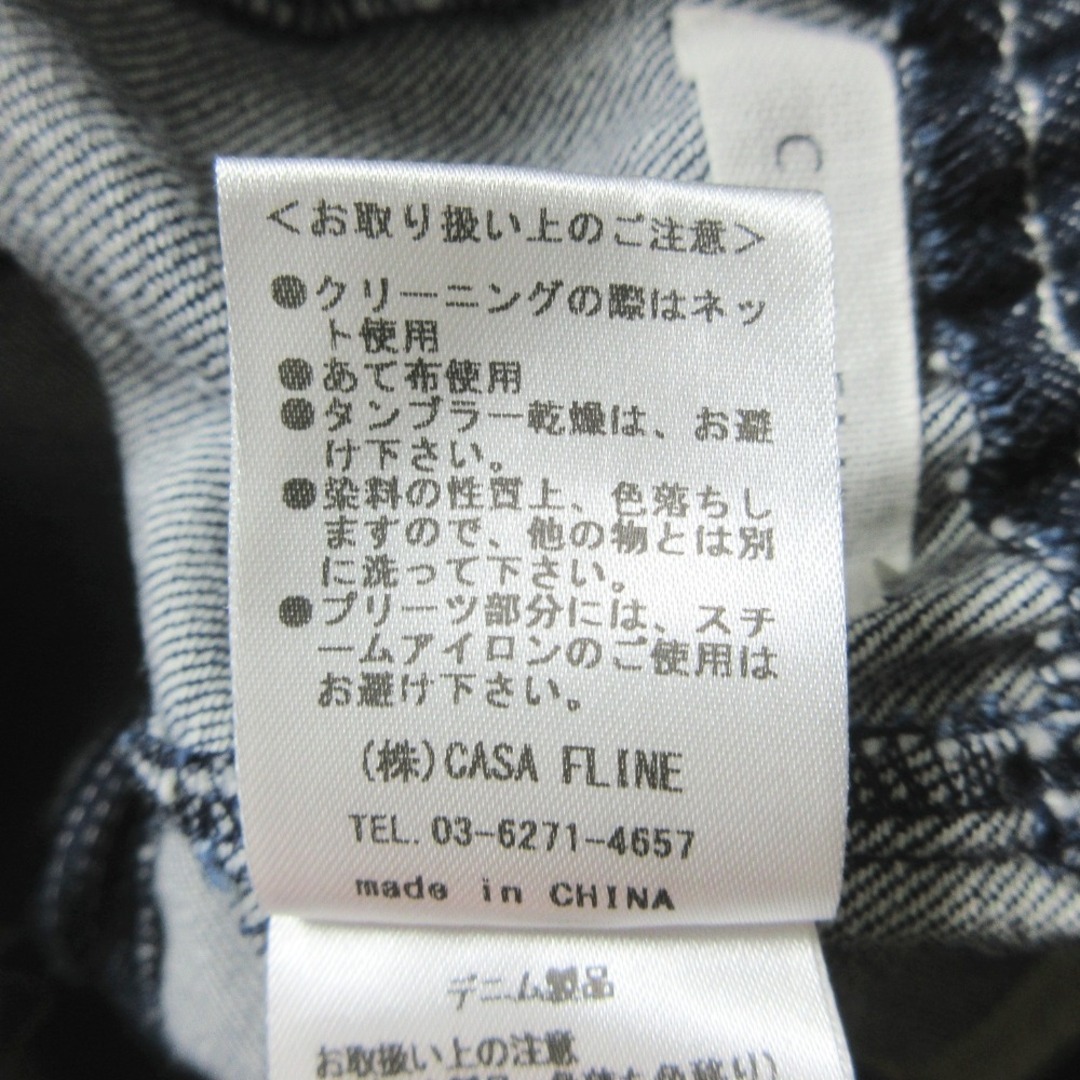 <お取り扱い上のご注意>
●クリーニングの際はネッ
ト使用
●あて布使用
●タンブラー乾燥は、お避
け下さい。
●染料の性質上、色落ちし
ますので、他の物とは別
に洗って下さい。
●プリーツ部分には、スチ
ームアイロンのご使用は
お避け下さい。
(株)CASA FLINE
TEL.03-6271-4657
made in CHINA
デニム製品
お取扱い上の注意
C